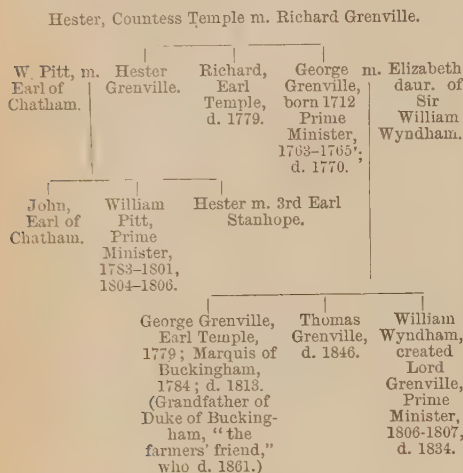 Hester, Countess Temple m. Richard Grenville.
W. Pitt, m.
Earl of
Chatham.
Hester
Grenville.
Richard,
Earl
Temple,
d. 1779.
George m.
Grenville,
born 1712
Prime
Minister,
1763–1765;
d. 1770.
Elizabeth
daur. of
Sir
William
Wyndham.
John,
Earl of
Chatham.
William
Pitt,
Prime
Minister,
1783–1801,
1804–1806.
Hester m. 3rd Earl
Stanhope.
George Grenville,
Earl Temple,
1779; Marquis of
Buckingham,
1784; d. 1813.
(Grandfather of
Duke of Bucking-
ham, “the
farmers’ friend,”
who d. 1861.)
Thomas
Grenville,
d. 1846.
William
Wyndham,
created
Lord
Grenville,
Prime
Minister,
1806-1807,
d. 1834.